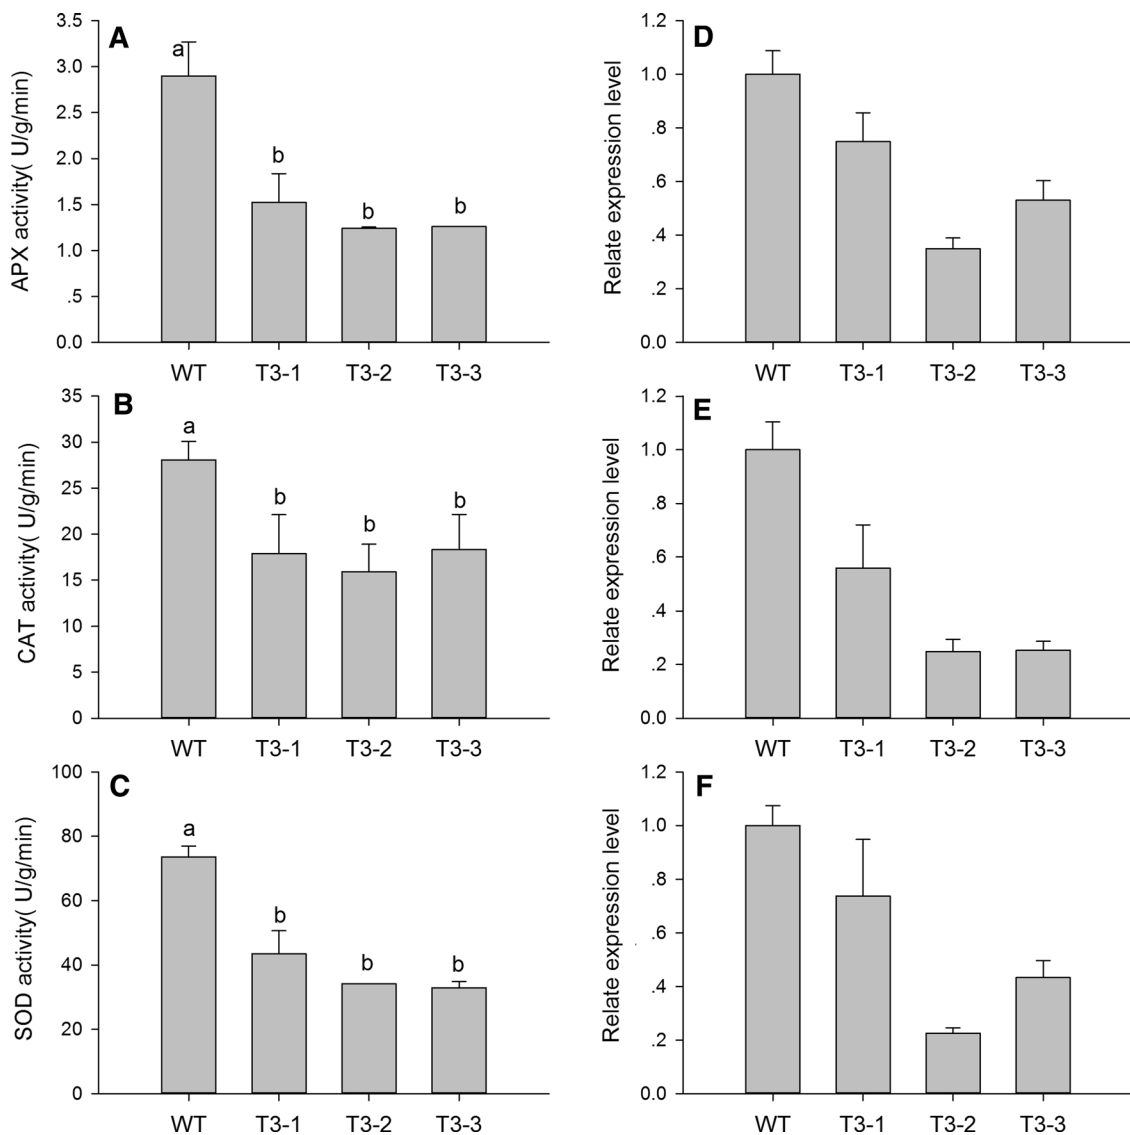 A
APX activity( U/g/min)
3.5
3.0
2.5
2.0
1.5
1.0
.5
0.0
a
b
b
b
WT T3-1 T3-2 T3-3
D
Relate expression level
1.2
1.0
.8
.6
.4
.2
0.0
WT T3-1 T3-2 T3-3
B
CAT activity( U/g/min)
35
30
25
20
15
10
5
0
a
b
b
b
WT T3-1 T3-2 T3-3
E
Relate expression level
1.2
1.0
.8
.6
.4
.2
0.0
WT T3-1 T3-2 T3-3
C
SOD activity( U/g/min)
100
80
60
40
20
0
a
b
b
b
WT T3-1 T3-2 T3-3
F
Relate expression level
1.2
1.0
.8
.6
.4
.2
0.0
WT T3-1 T3-2 T3-3